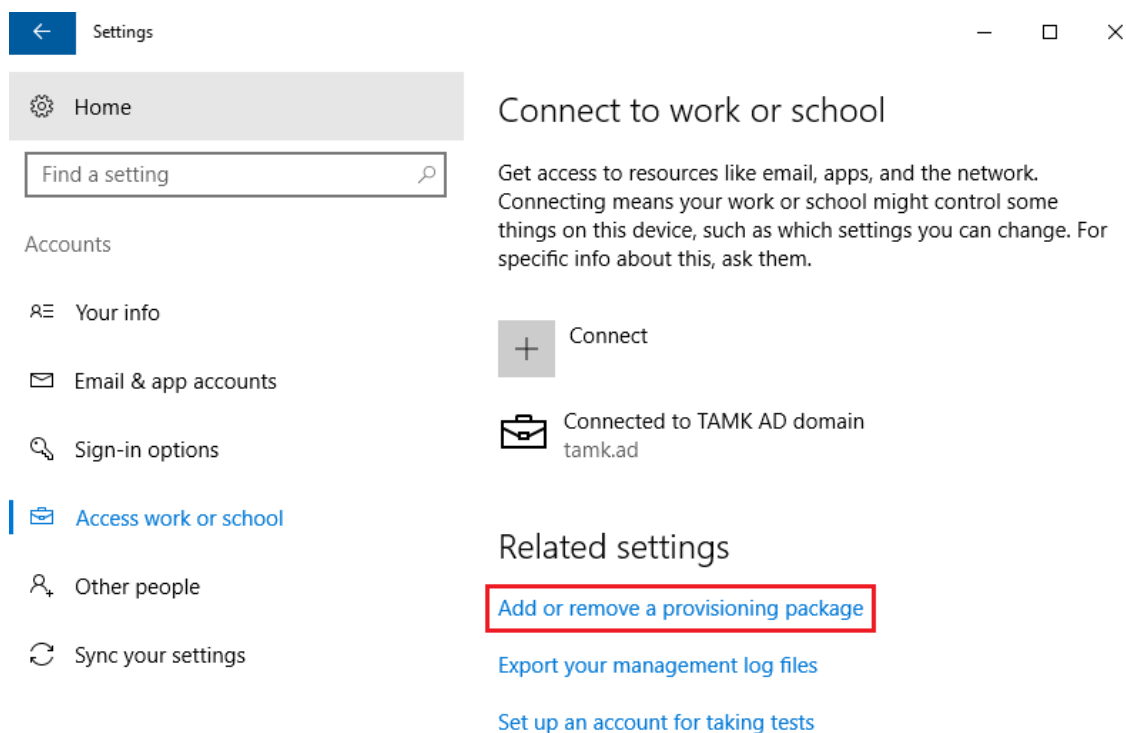 Settings
Home
Find a setting
Accounts
Your info
Email & app accounts
Sign-in options
Access work or school
Other people
Sync your settings
Connect to work or school
Get access to resources like email, apps, and the network.
Connecting means your work or school might control some
things on this device, such as which settings you can change. For
specific info about this, ask them.
Connect
Connected to TAMK AD domain
tamk.ad
Related settings
Add or remove a provisioning package
Export your management log files
Set up an account for taking tests